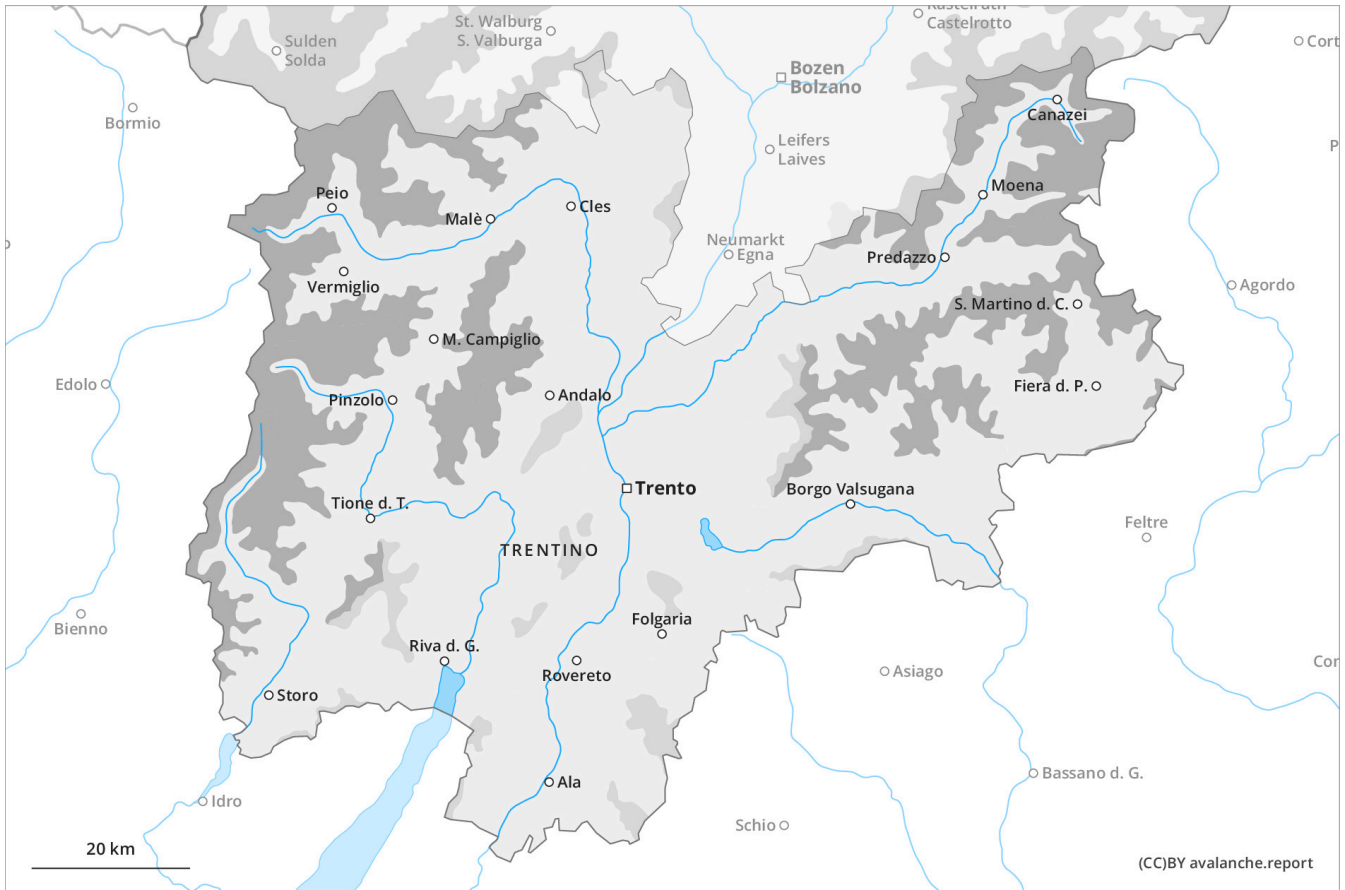 Kastelruth
Castelrotto
St. Walburg
S. Valburga
Sulden
Solda
Cort
Bozen
Bolzano
Bormio
Canazei
Leifers
Laives
P
Moena
Peio
Malè
Cles
Neumarkt
Egna
Predazzo
Vermiglio
Agordo
S. Martino d. C.
M. Campiglio
Edolo
Andalo
Fiera d. P.
Pinzolo
Trento
Borgo Valsugana
Tione d. T.
Feltre
TRENTINO
Bienno
Folgaria
Riva d. G.
Rovereto
Asiago
Cor
Storo
Bassano d. G.
Ala
Idro
Schio
20 km
(CC)BY avalanche.report